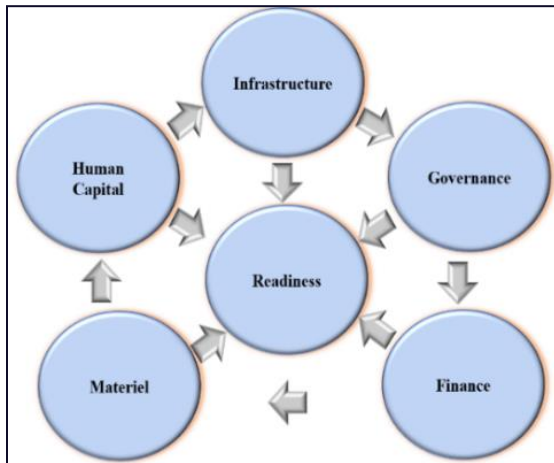 Infrastructure
Human
Capital
Governance
Readiness
Materiel
Finance